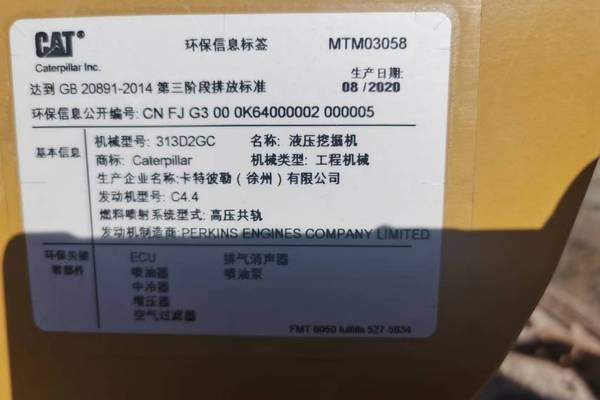 CAT®
环保信息标签
MTM03058
Caterpillar Inc.
生产日期:
达到 GB 20891-2014 第三阶段排放标准
08 /2020
环保信息公开编号: CN FJ G3 00 0K64000002 000005
基本信息
机械型号: 313D2GC 名称: 液压挖掘机
商标: Caterpillar 机械类型: 工程机械
生产企业名称:卡特彼勒 (徐州) 有限公司
发动机型号: C4.4
燃料喷射系统型式: 高压共轨
发动机制造商:PERKINS ENGINES COMPANY LIMITED
环保关键零部件
ECU 排气消声器
喷油器 喷油泵
中冷器
增压器
空气过滤器
FMT 6050 fulfills 527-5934